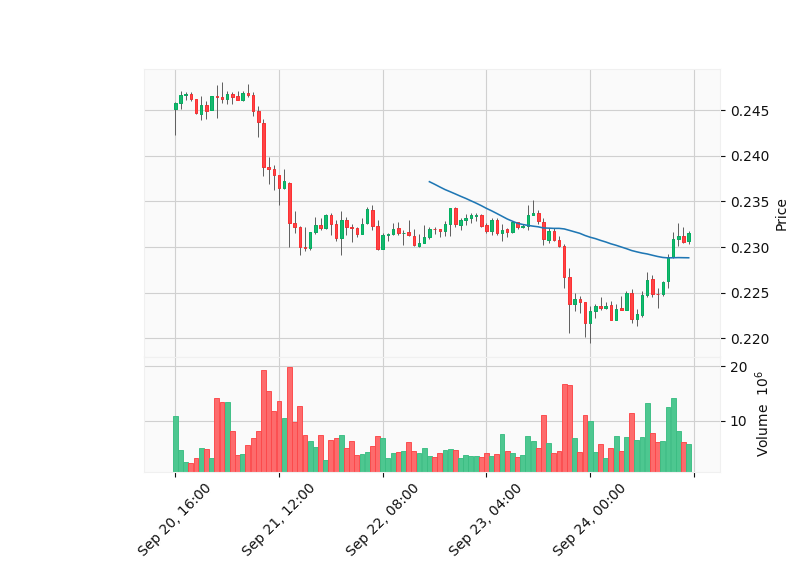 0.245
0.240
0.235
0.230
0.225
0.220
Price
20
10
Volume 10^6
Sep 20, 16:00
Sep 21, 12:00
Sep 22, 08:00
Sep 23, 04:00
Sep 24, 00:00